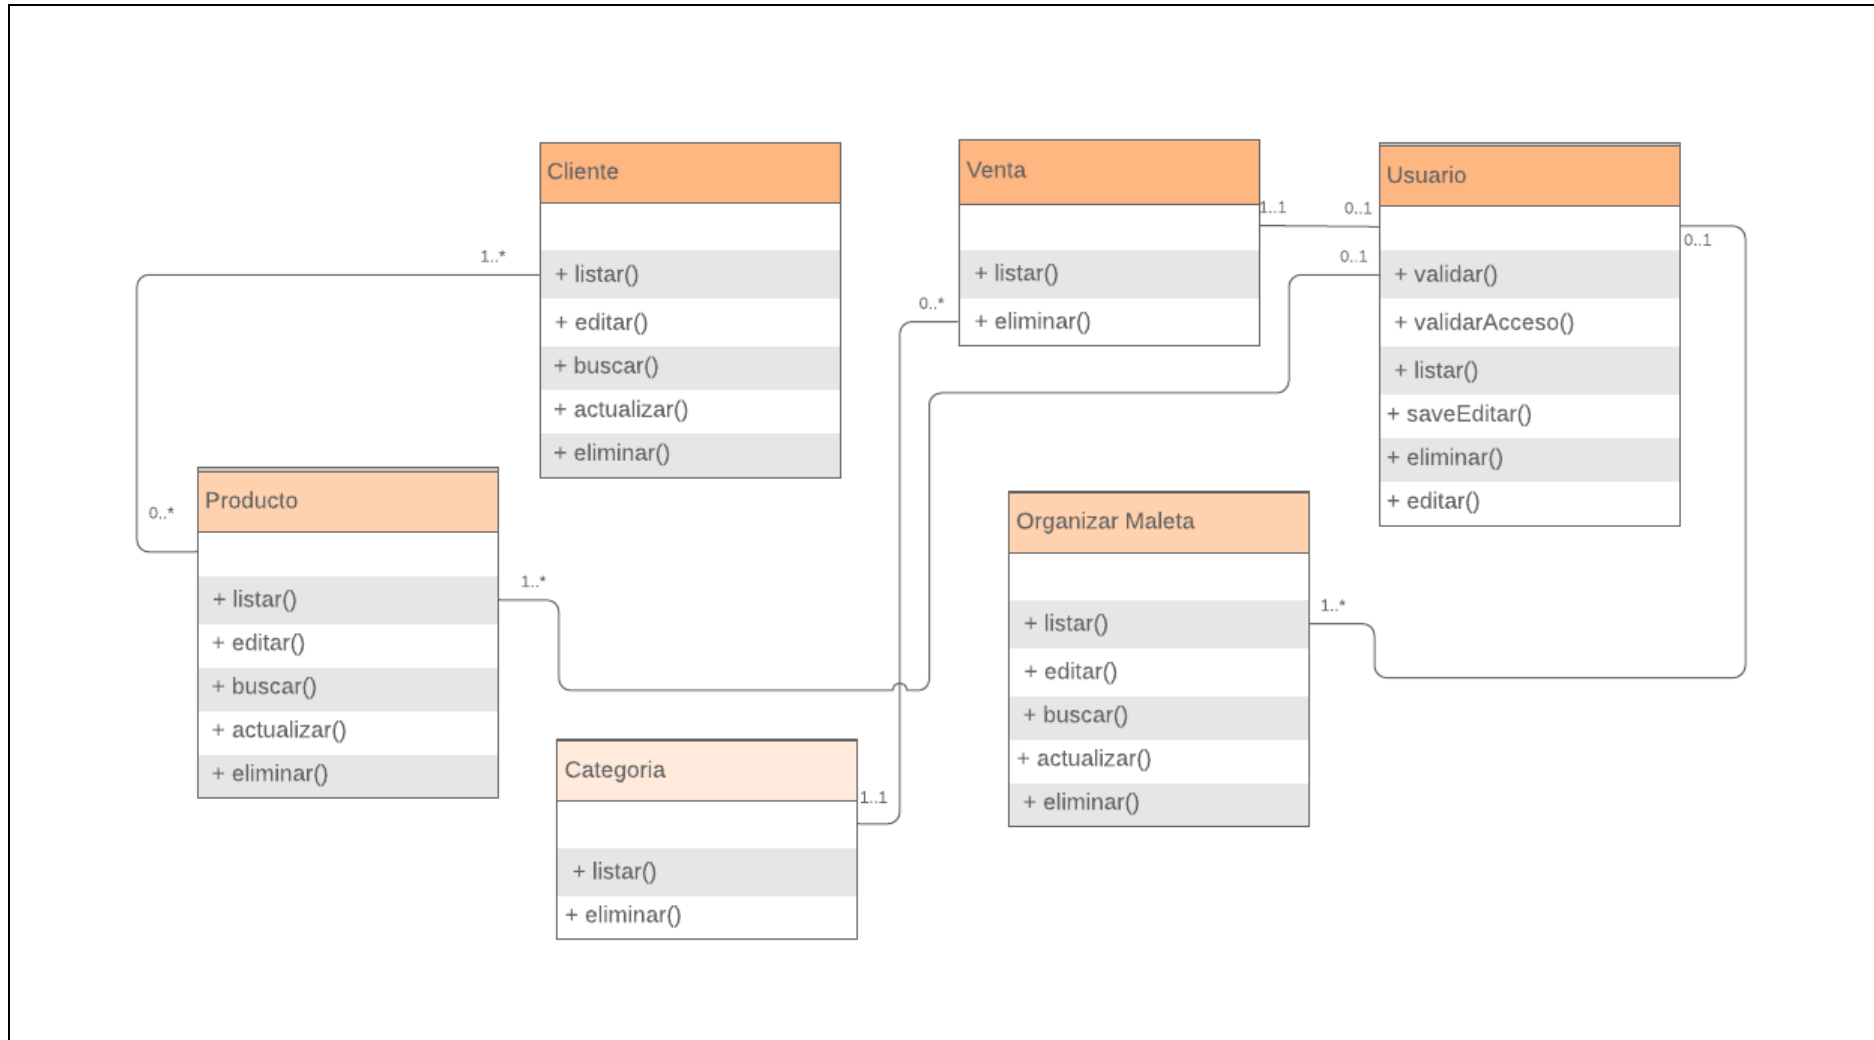 Cliente
+ listar()
+ editar()
+ buscar()
+ actualizar()
+ eliminar()
1..*
Venta
+ listar()
+ eliminar()
1..1
0..*
Usuario
+ validar()
+ validarAcceso()
+ listar()
+ saveEditar()
+ eliminar()
+ editar()
0..1
0..1
0..1
Producto
+ listar()
+ editar()
+ buscar()
+ actualizar()
+ eliminar()
0..*
1..*
Organizar Maleta
+ listar()
+ editar()
+ buscar()
+ actualizar()
+ eliminar()
1..*
Categoria
+ listar()
+ eliminar()
1..1